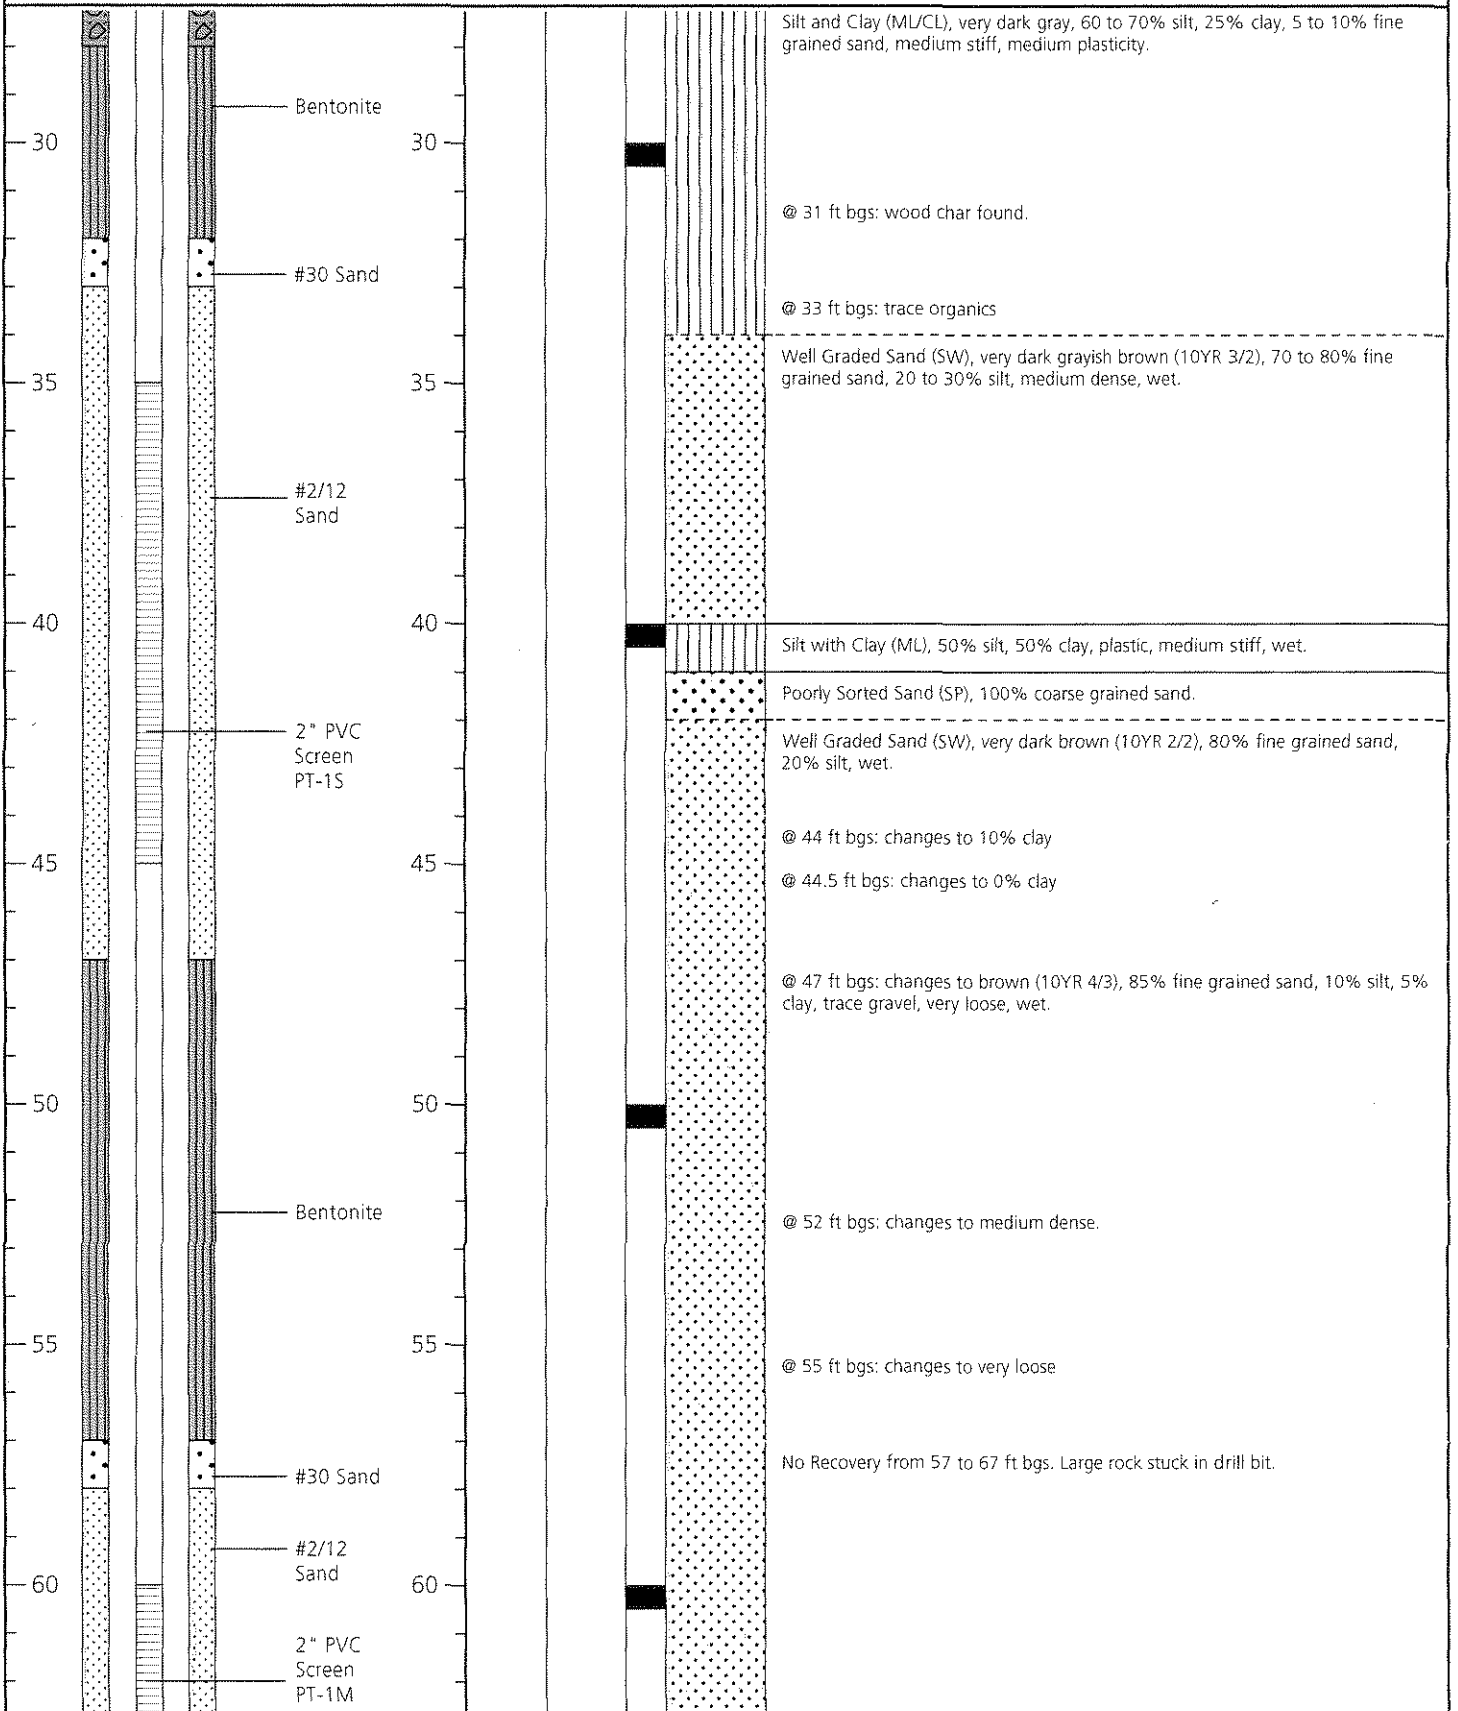 Silt and Clay (ML/CL), very dark gray, 60 to 70% silt, 25% clay, 5 to 10% fine
grained sand, medium stiff, medium plasticity.
Bentonite
30
30
@ 31 ft bgs: wood char found.
#30 Sand
@ 33 ft bgs: trace organics
Well Graded Sand (SW), very dark grayish brown (10YR 3/2), 70 to 80% fine
grained sand, 20 to 30% silt, medium dense, wet.
35
35
#2/12
Sand
40
40
Silt with Clay (ML), 50% silt, 50% clay, plastic, medium stiff, wet.
Poorly Sorted Sand (SP), 100% coarse grained sand.
2" PVC
Screen
PT-1S
Well Graded Sand (SW), very dark brown (10YR 2/2), 80% fine grained sand,
20% silt, wet.
@ 44 ft bgs: changes to 10% clay
45
45
@ 44.5 ft bgs: changes to 0% clay
@ 47 ft bgs: changes to brown (10YR 4/3), 85% fine grained sand, 10% silt, 5%
clay, trace gravel, very loose, wet.
50
50
Bentonite
@ 52 ft bgs: changes to medium dense.
55
55
@ 55 ft bgs: changes to very loose
No Recovery from 57 to 67 ft bgs. Large rock stuck in drill bit.
#30 Sand
#2/12
Sand
60
60
2" PVC
Screen
PT-1M